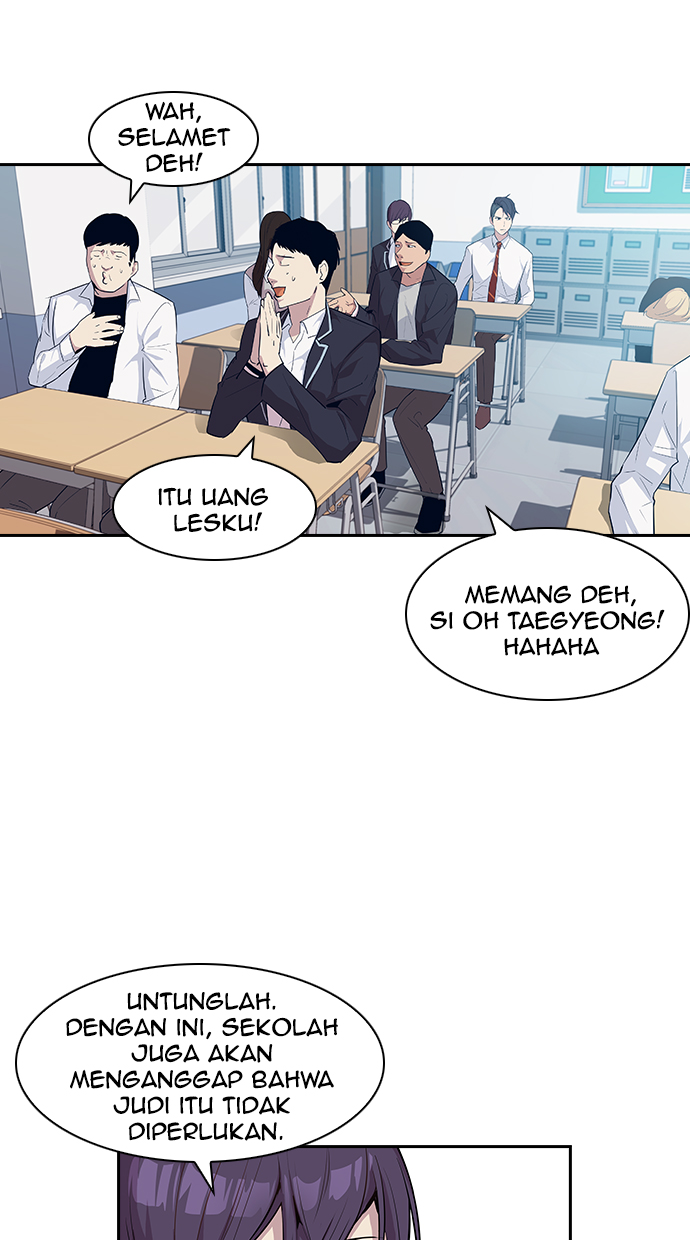 WAH,
SELAMET
DEH!
ITU UANG
LESKU!
MEMANG DEH,
SI OH TAEGYEONG!
HAHAHA
UNTUNGLAH.
DENGAN INI, SEKOLAH
JUGA AKAN
MENGANGGAP BAHWA
JUDI ITU TIDAK
DIPERLUKAN.